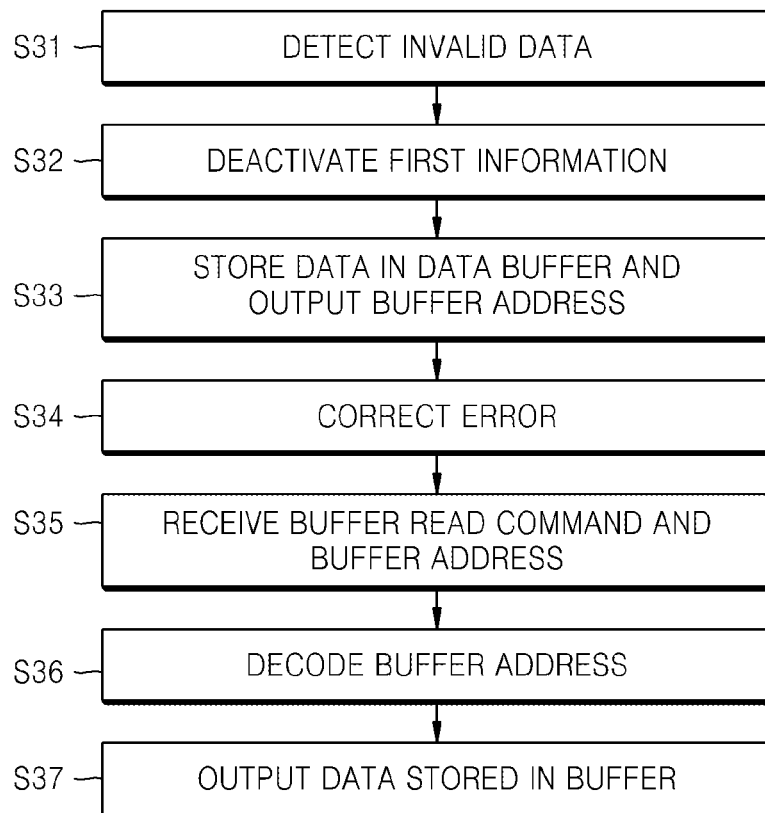 S31
DETECT INVALID DATA
S32
DEACTIVATE FIRST INFORMATION
S33
STORE DATA IN DATA BUFFER AND
OUTPUT BUFFER ADDRESS
S34
CORRECT ERROR
S35
RECEIVE BUFFER READ COMMAND AND
BUFFER ADDRESS
S36
DECODE BUFFER ADDRESS
S37
OUTPUT DATA STORED IN BUFFER